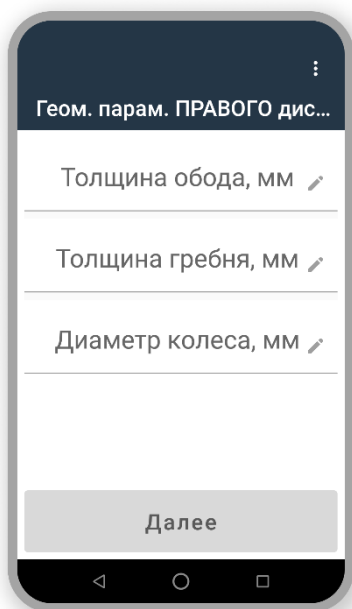 Геом. парам. ПРАВОГО дис...
Толщина обода, мм
Толщина гребня, мм
Диаметр колеса, мм
Далее